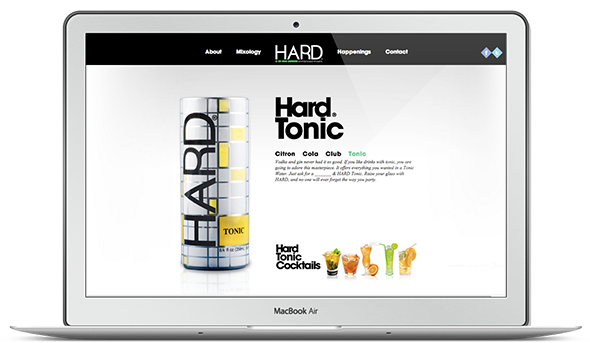 About Mixology HARD Happenings Contact
HARD®
TONIC
Hard®
Tonic
Citron Cola Club Tonic
Vodka and gin never had it so good. If you like drinks with tonic, you are
going to adore this masterpiece. It offers everything you wanted in a Tonic
Water. Just ask for a ______ & HARD Tonic. Raise your glass with
HARD, and no one will ever forget the way you party.
Hard
Tonic
Cocktails
MacBook Air